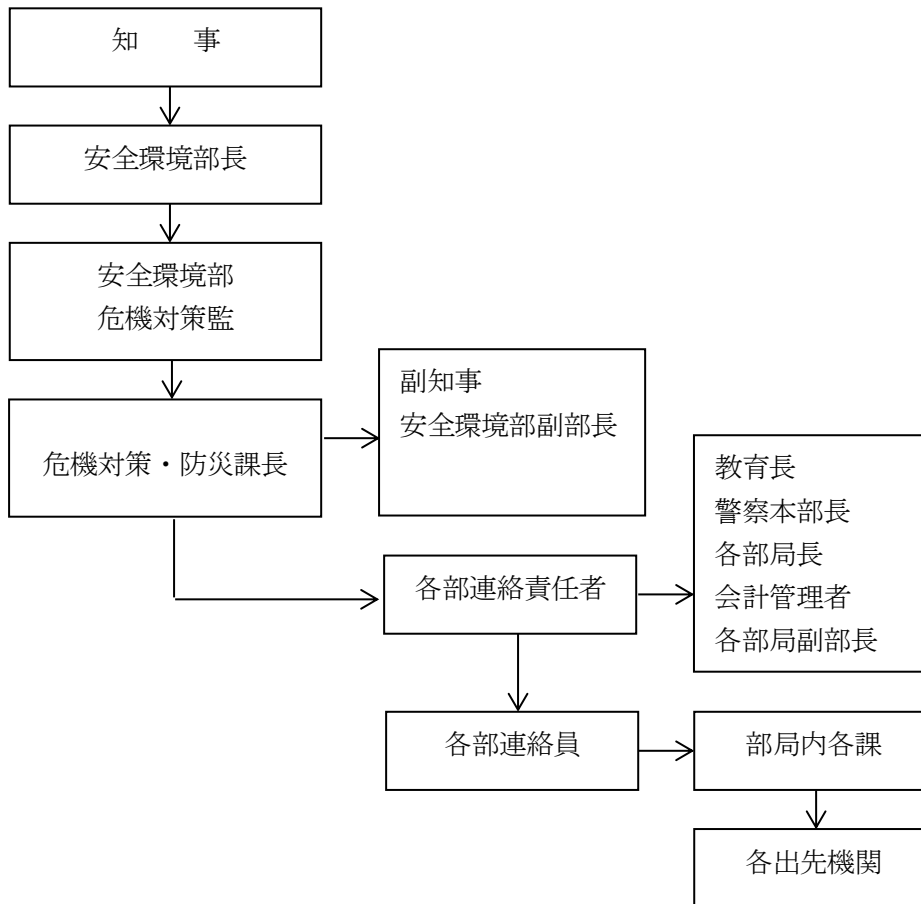 知　　事
安全環境部長
安全環境部
危機対策監
副知事
安全環境部副部長
危機対策・防災課長
教育長
警察本部長
各部局長
会計管理者
各部局副部長
各部連絡責任者
各部連絡員
部局内各課
各出先機関